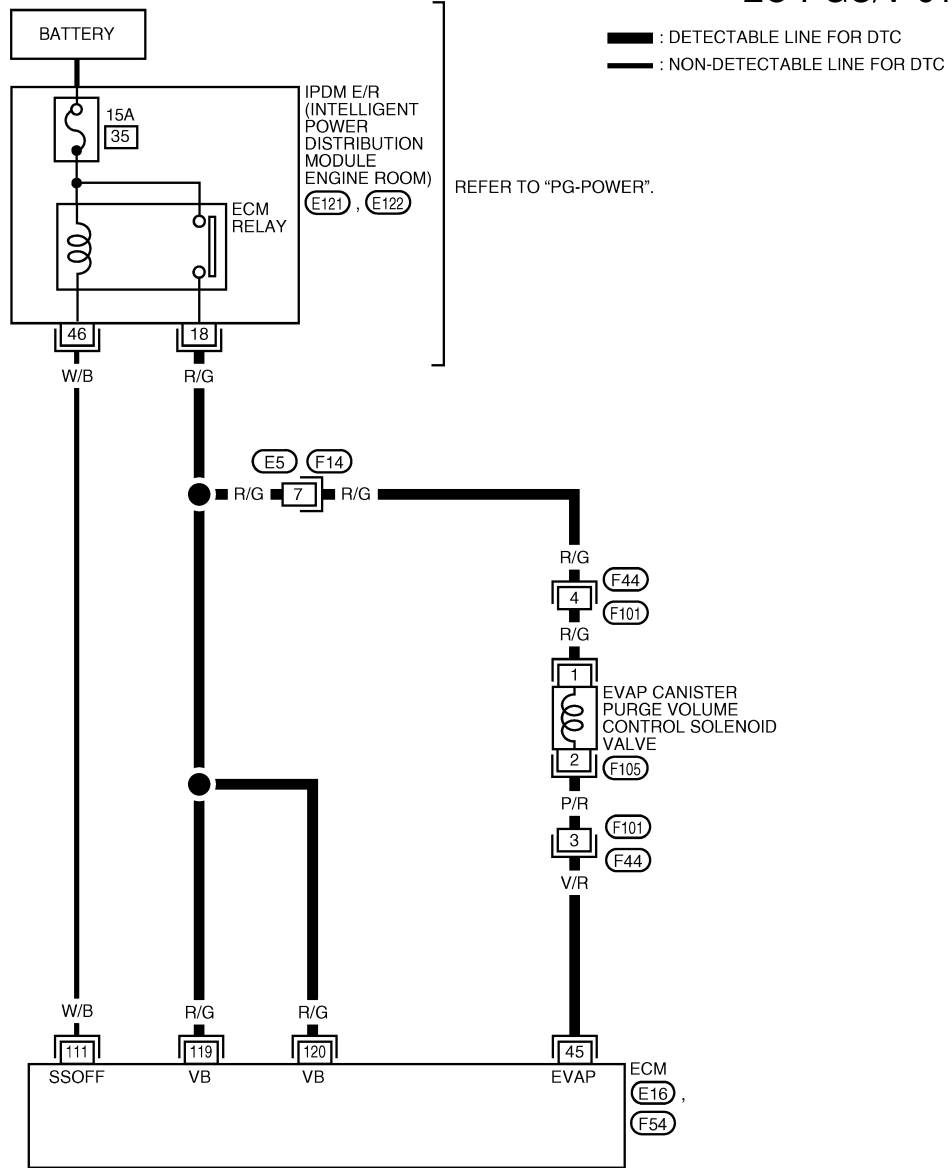 BATTERY
: DETECTABLE LINE FOR DTC
: NON-DETECTABLE LINE FOR DTC
15A
35
IPDM E/R
(INTELLIGENT
POWER
DISTRIBUTION
MODULE
ENGINE ROOM)
E121 , E122
REFER TO “PG-POWER”.
ECM
RELAY
46
18
W/B
R/G
E5
F14
R/G
7
R/G
R/G
4
F44
F101
R/G
1
EVAP CANISTER
PURGE VOLUME
CONTROL SOLENOID
VALVE
2
F105
P/R
3
F101
F44
V/R
W/B
R/G
R/G
111
119
120
45
SSOFF
VB
VB
EVAP
ECM
E16 ,
F54